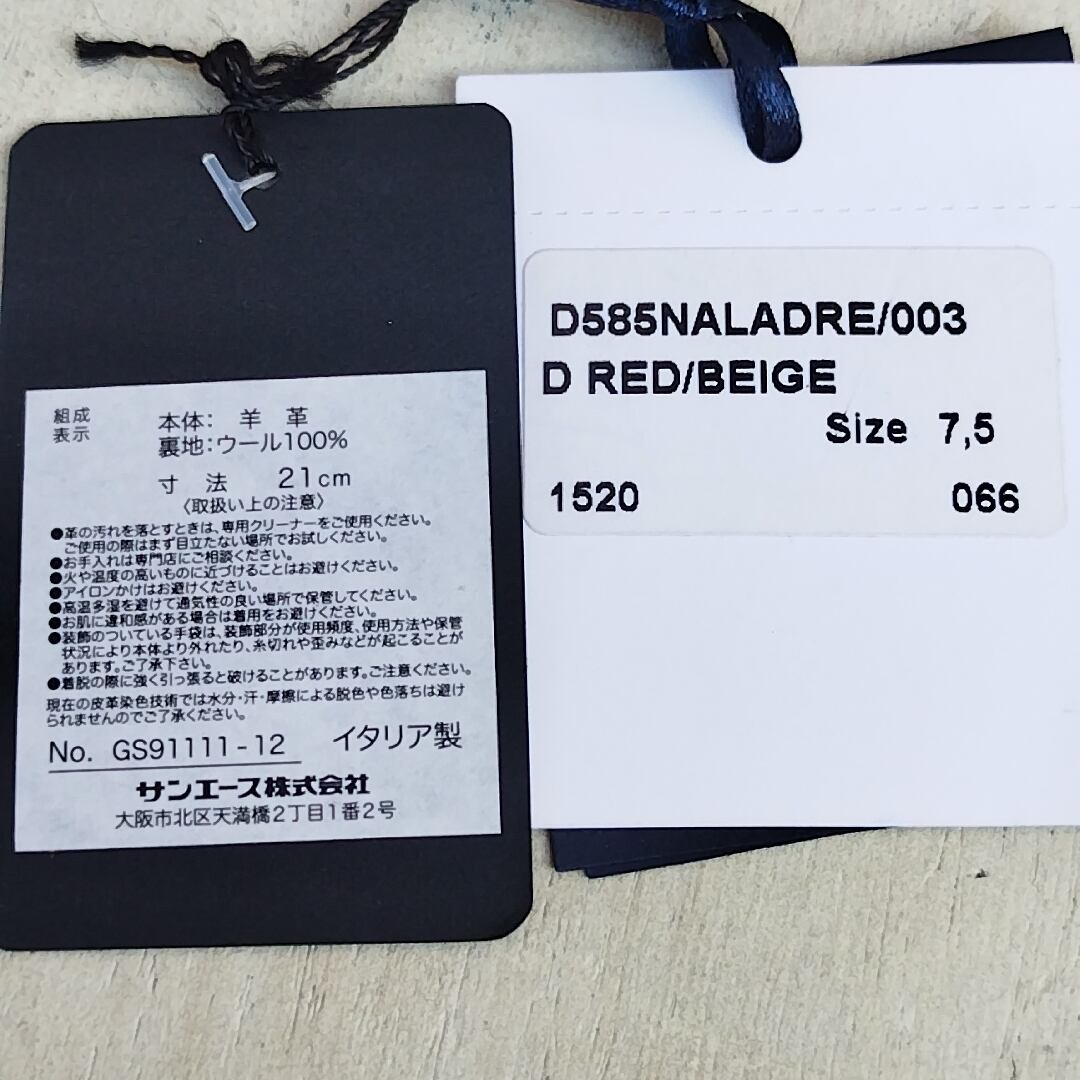 組成
表示
本体: 羊 革
裏地:ウール100%
寸 法 21cm
〈取扱い上の注意〉
●革の汚れを落とすときは、専用クリーナーをご使用ください。
ご使用の際はまず目立たない場所でお試しください。
●お手入れは専門店にご相談ください。
●火や温度の高いものに近づけることはお避けください。
●アイロンかけはお避けください。
●高温多湿を避けて通気性の良い場所で保管してください。
●お肌に違和感がある場合は着用をお避けください。
●装飾のついている手袋は、装飾部分が使用頻度、使用方法や保管
状況により本体より外れたり、糸切れや歪みなどが起こることが
あります。ご了承下さい。
●着脱の際に強く引っ張ると破けることがあります。ご注意ください。
現在の皮革染色技術では水分・汗・摩擦による脱色や色落ちは避け
られませんのでご了承ください。
No. GS91111-12 イタリア製
サンエース株式会社
大阪市北区天満橋2丁目1番2号
D585NALADRE/003
D RED/BEIGE
Size 7,5
1520 066